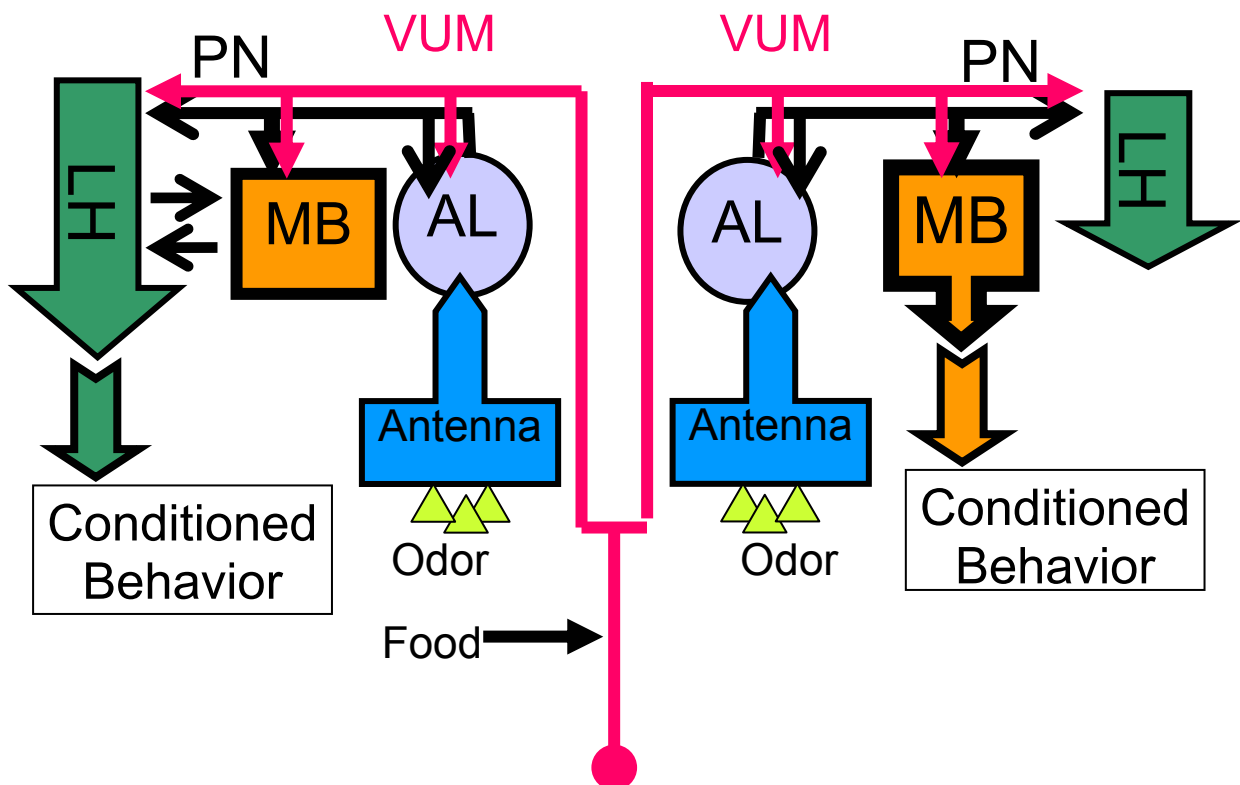 VUM
VUM
PN
PN
LH
MB
AL
AL
MB
LH
Antenna
Antenna
Odor
Odor
Conditioned
Behavior
Conditioned
Behavior
Food